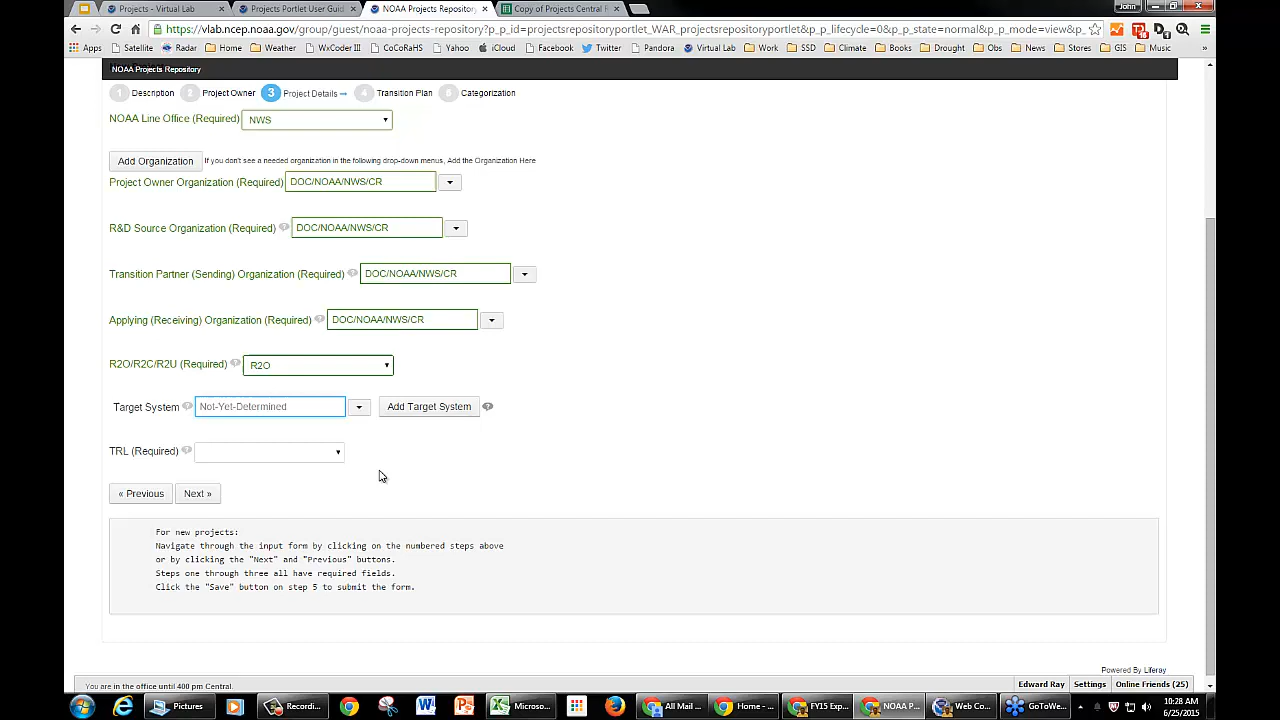 Projects - Virtual Lab
Projects Portlet User Guid
NOAA Projects Repository
Copy of Projects Central R
John
https://vlab.ncep.noaa.gov/group/guest/noaa-projects-repository?p_p_id=projectsrepositoryportlet_WAR_projectsrepositoryportlet&p_p_lifecycle=0&p_p_state=normal&p_p_mode=view&p_
Apps Satellite Radar Home Weather WxCoder III CoCoRaHS Yahoo iCloud Facebook Twitter Pandora Virtual Lab Work SSD Climate Books Drought Obs News Stores GIS Music »
NOAA Projects Repository
1 Description 2 Project Owner 3 Project Details 4 Transition Plan Categorization
NOAA Line Office (Required) NWS
Add Organization If you don't see a needed organization in the following drop-down menus, Add the Organization Here
Project Owner Organization (Required) DOC/NOAA/NWS/CR
R&D Source Organization (Required) ? DOC/NOAA/NWS/CR
Transition Partner (Sending) Organization (Required) ? DOC/NOAA/NWS/CR
Applying (Receiving) Organization (Required) ? DOC/NOAA/NWS/CR
R2O/R2C/R2U (Required) ? R2O
Target System ? Not-Yet-Determined Add Target System ?
TRL (Required) ?
« Previous Next »
For new projects:
Navigate through the input form by clicking on the numbered steps above
or by clicking the "Next" and "Previous" buttons.
Steps one through three all have required fields.
Click the "Save" button on step 5 to submit the form.
Powered By Liferay
You are in the office until 400 pm Central.
Edward Ray Settings Online Friends (25)
Pictures Recordi... Microso... All Mail ... Home - ... FY15 Exp... NOAA P... Web Co... GoToWe...
10:28 AM
6/25/2015